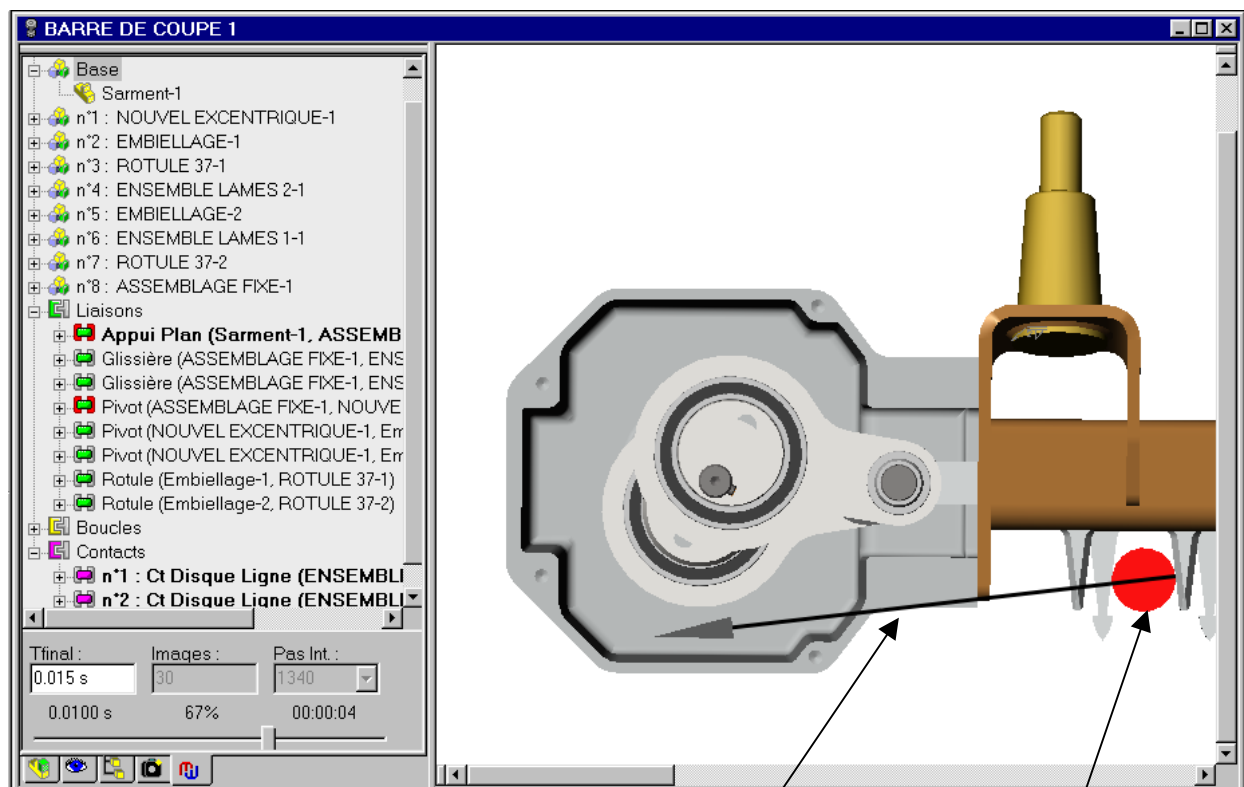 BARRE DE COUPE 1
Base
Sarment-1
n°1 : NOUVEL EXCENTRIQUE-1
n°2 : EMBIELLAGE-1
n°3 : ROTULE 37-1
n°4 : ENSEMBLE LAMES 2-1
n°5 : EMBIELLAGE-2
n°6 : ENSEMBLE LAMES 1-1
n°7 : ROTULE 37-2
n°8 : ASSEMBLAGE FIXE-1
Liaisons
Appui Plan (Sarment-1, ASSEMB
Glissière (ASSEMBLAGE FIXE-1, ENS
Glissière (ASSEMBLAGE FIXE-1, ENS
Pivot (ASSEMBLAGE FIXE-1, NOUVE
Pivot (NOUVEL EXCENTRIQUE-1, Em
Pivot (NOUVEL EXCENTRIQUE-1, Em
Rotule (Embiellage-1, ROTULE 37-1)
Rotule (Embiellage-2, ROTULE 37-2)
Boucles
Contacts
n°1 : Ct Disque Ligne (ENSEMBLI
n°2 : Ct Disque Ligne (ENSEMBLI
Tfinal : Images : Pas Int. :
0.015 s 30 1340
0.0100 s 67% 00:00:04